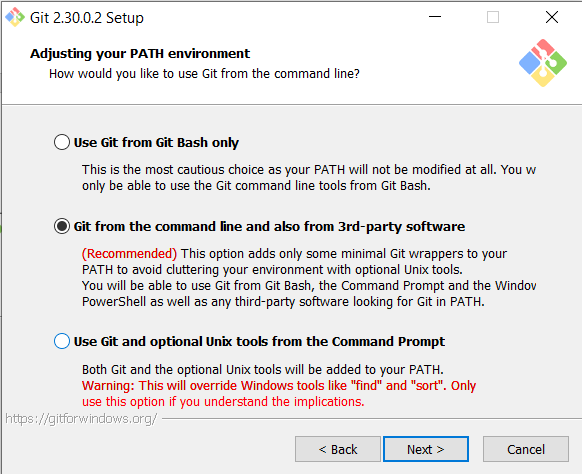 Git 2.30.0.2 Setup
Adjusting your PATH environment
How would you like to use Git from the command line?
Use Git from Git Bash only
This is the most cautious choice as your PATH will not be modified at all. You w
only be able to use the Git command line tools from Git Bash.
Git from the command line and also from 3rd-party software
(Recommended) This option adds only some minimal Git wrappers to your
PATH to avoid cluttering your environment with optional Unix tools.
You will be able to use Git from Git Bash, the Command Prompt and the Window
PowerShell as well as any third-party software looking for Git in PATH.
Use Git and optional Unix tools from the Command Prompt
Both Git and the optional Unix tools will be added to your PATH.
Warning: This will override Windows tools like "find" and "sort". Only
use this option if you understand the implications.
https://gitforwindows.org/
< Back Next > Cancel